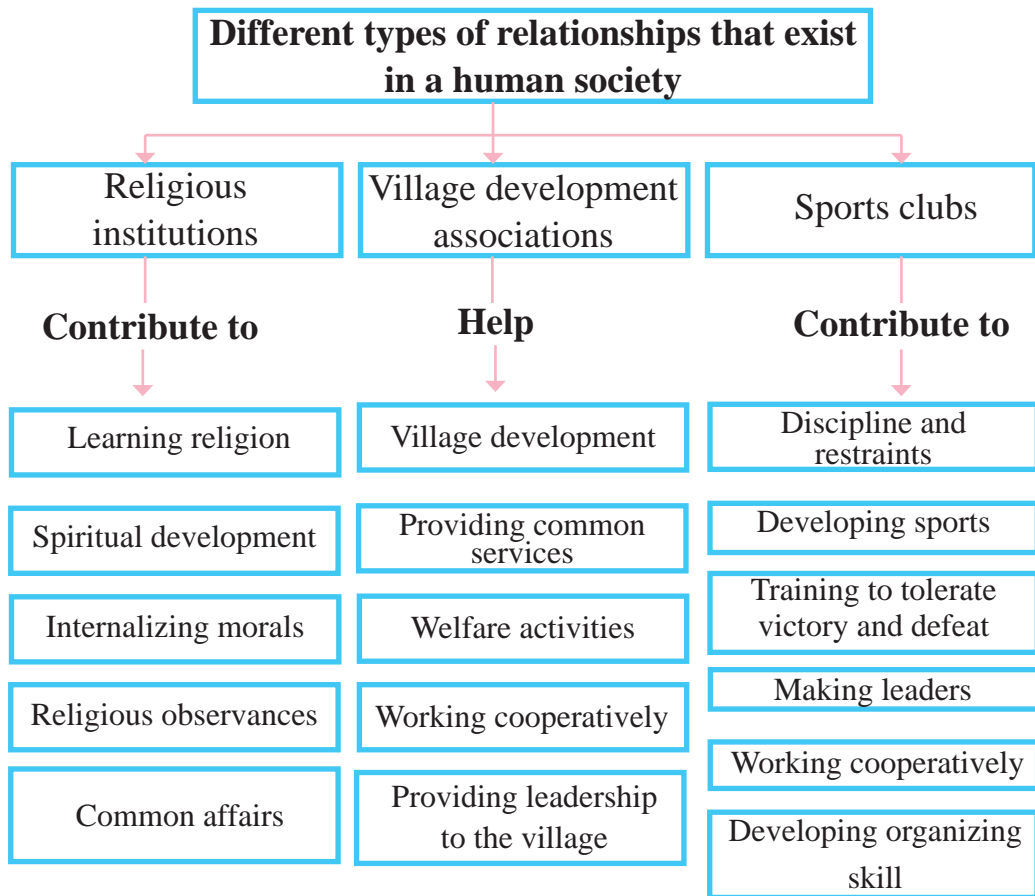 Different types of relationships that exist
in a human society
Religious
institutions
Village development
associations
Sports clubs
Contribute to
Help
Contribute to
Learning religion
Spiritual development
Internalizing morals
Religious observances
Common affairs
Village development
Providing common
services
Welfare activities
Working cooperatively
Providing leadership
to the village
Discipline and
restraints
Developing sports
Training to tolerate
victory and defeat
Making leaders
Working cooperatively
Developing organizing
skill